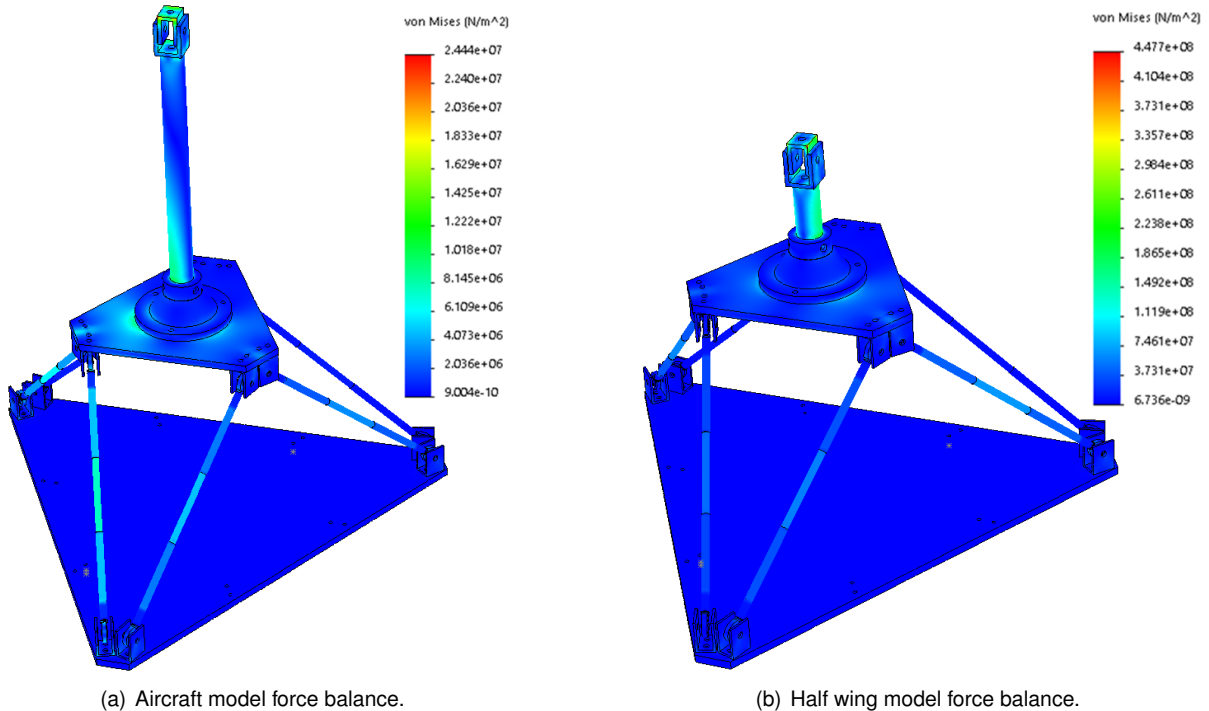 von Mises (N/m^2)
2.444e+07
2.240e+07
2.036e+07
1.833e+07
1.629e+07
1.425e+07
1.222e+07
1.018e+07
8.145e+06
6.109e+06
4.073e+06
2.036e+06
9.004e-10
(a) Aircraft model force balance.
von Mises (N/m^2)
4.477e+08
4.104e+08
3.731e+08
3.357e+08
2.984e+08
2.611e+08
2.238e+08
1.865e+08
1.492e+08
1.119e+08
7.461e+07
3.731e+07
6.736e-09
(b) Half wing model force balance.